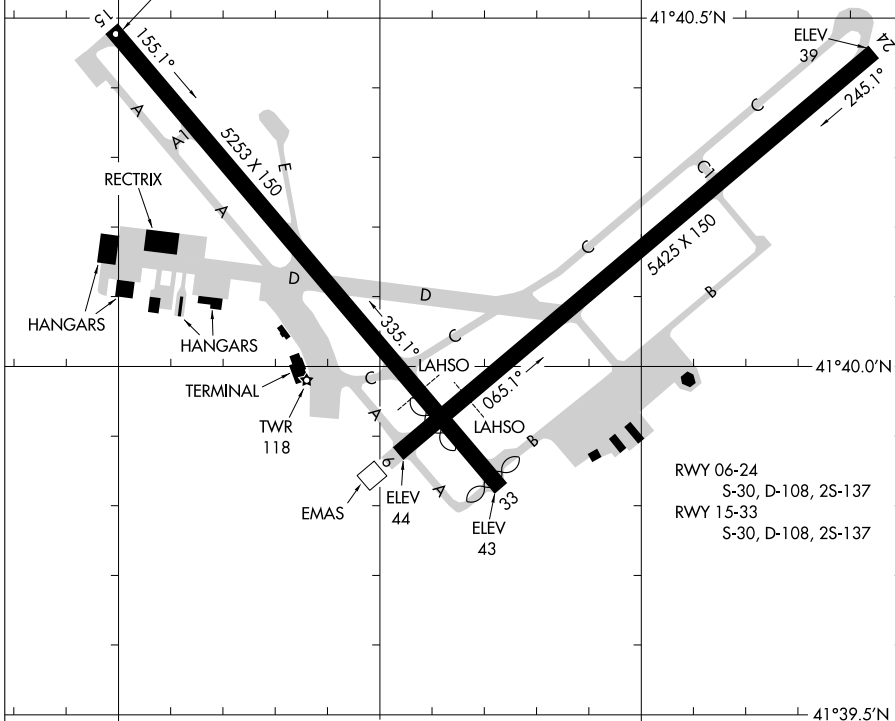 15
41°40.5'N
ELEV
39
24
155.1°
245.1°
A
A1
5253 X 150
E
C
C1
RECTRIX
A
C
5425 X 150
D
D
B
HANGARS
HANGARS
335.1°
C
LAHSO
065.1°
41°40.0'N
TERMINAL
C
TWR
118
A
LAHSO
B
6
EMAS
ELEV
44
A
33
ELEV
43
RWY 06-24
S-30, D-108, 2S-137
RWY 15-33
S-30, D-108, 2S-137
41°39.5'N